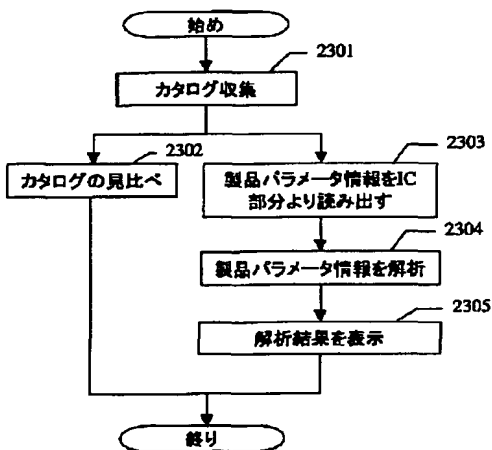 始め
2301
カタログ収集
2302
カタログの見比べ
2303
製品パラメータ情報をIC
部分より読み出す
2304
製品パラメータ情報を解析
2305
解析結果を表示
終り